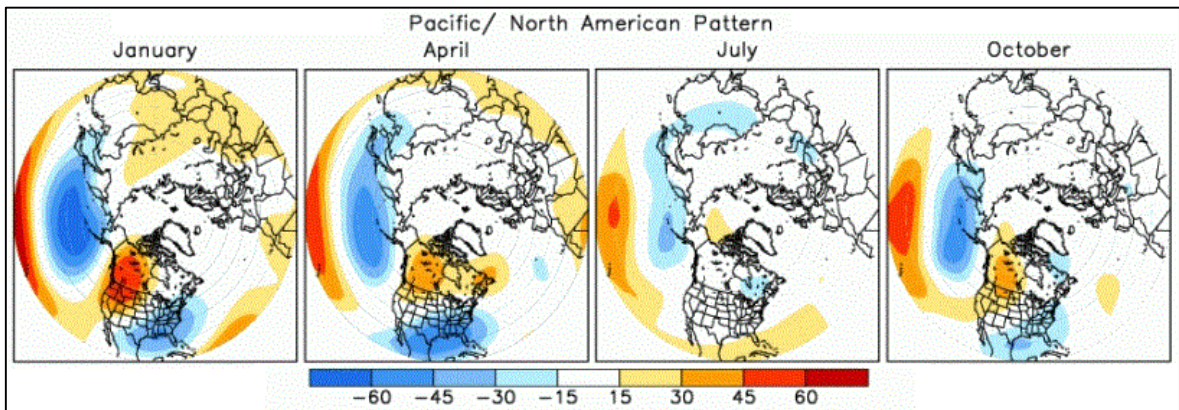 Pacific/ North American Pattern
January April July October
-60 -45 -30 -15 15 30 45 60